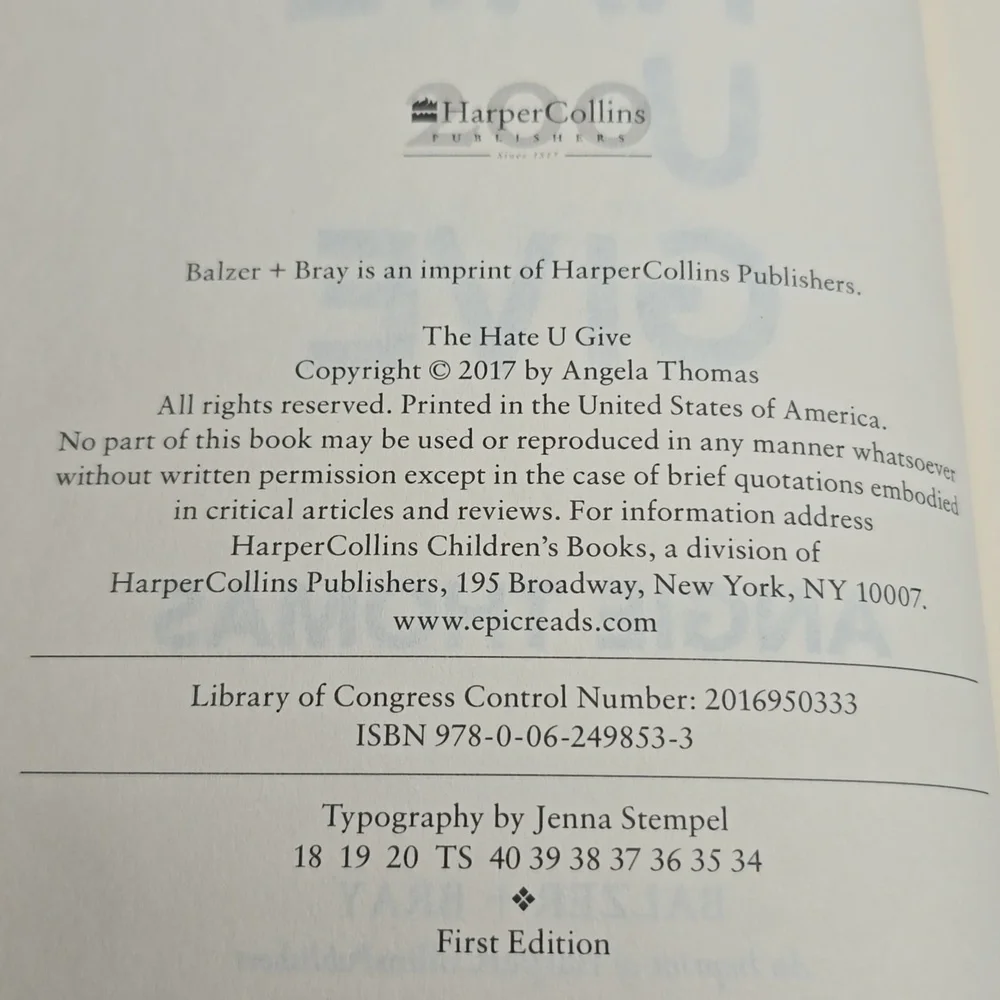 200
HarperCollins
PUBLISHERS
Since 1817
Balzer + Bray is an imprint of HarperCollins Publishers.
The Hate U Give
Copyright © 2017 by Angela Thomas
All rights reserved. Printed in the United States of America.
No part of this book may be used or reproduced in any manner whatsoever
without written permission except in the case of brief quotations embodied
in critical articles and reviews. For information address
HarperCollins Children's Books, a division of
HarperCollins Publishers, 195 Broadway, New York, NY 10007.
www.epicreads.com
Library of Congress Control Number: 2016950333
ISBN 978-0-06-249853-3
Typography by Jenna Stempel
18 19 20 TS 40 39 38 37 36 35 34
❖
First Edition